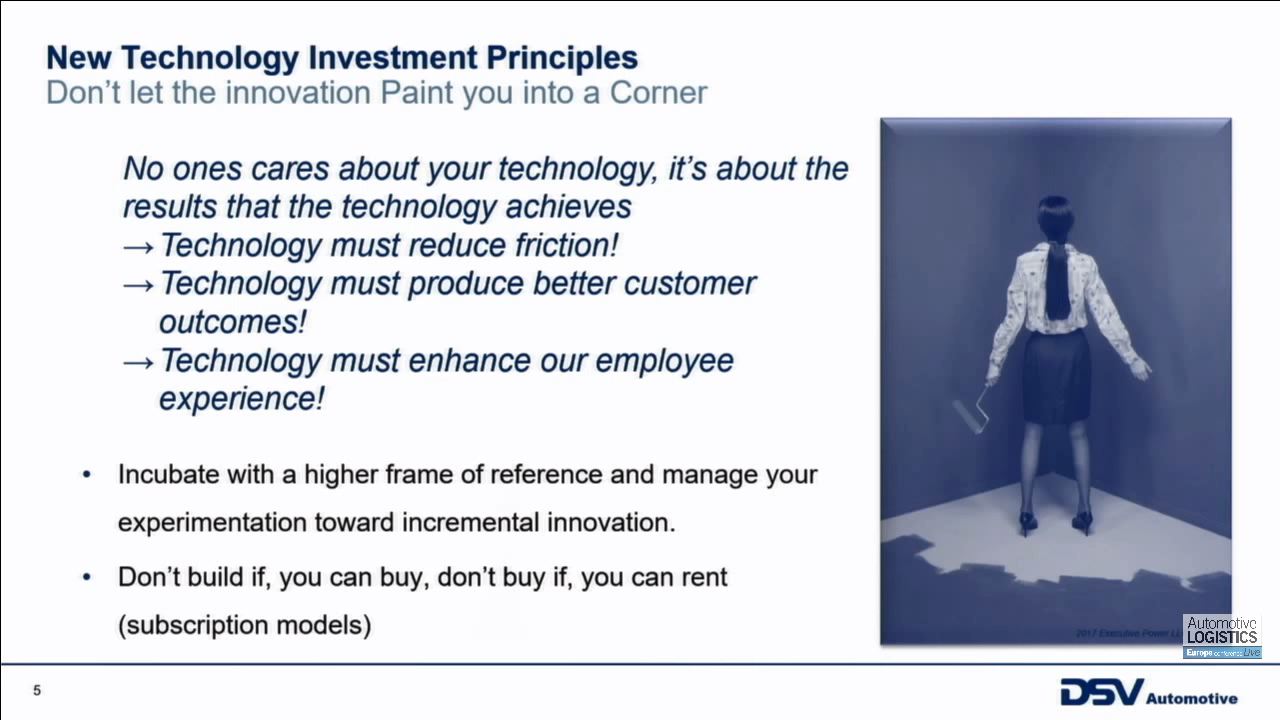 New Technology Investment Principles
Don't let the innovation Paint you into a Corner
No ones cares about your technology, it's about the
results that the technology achieves
→ Technology must reduce friction!
→ Technology must produce better customer
outcomes!
→ Technology must enhance our employee
experience!
• Incubate with a higher frame of reference and manage your
experimentation toward incremental innovation.
• Don't build if, you can buy, don't buy if, you can rent
(subscription models)
2017 Executive Power
Automotive
LOGISTICS
Europe conference Live
5
DSV Automotive